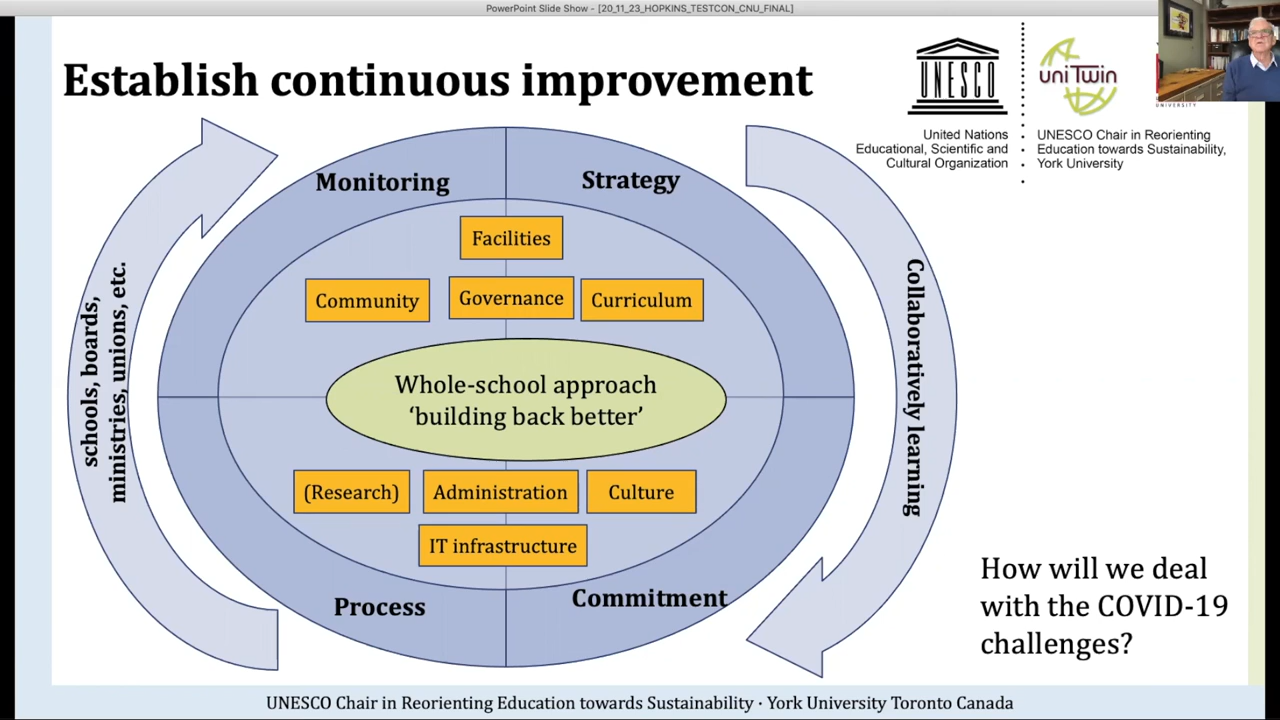 PowerPoint Slide Show - [20_11_23_HOPKINS_TESTCON_CNU_FINAL]
Establish continuous improvement
UNESCO
uniTwin
UNIVERSITY
United Nations
Educational, Scientific and
Cultural Organization
UNESCO Chair in Reorienting
Education towards Sustainability,
York University
Monitoring
Strategy
Facilities
Community
Governance
Curriculum
schools, boards,
ministries, unions, etc.
Whole-school approach
‘building back better’
Collaboratively learning
(Research)
Administration
Culture
IT infrastructure
Process
Commitment
How will we deal
with the COVID-19
challenges?
UNESCO Chair in Reorienting Education towards Sustainability · York University Toronto Canada